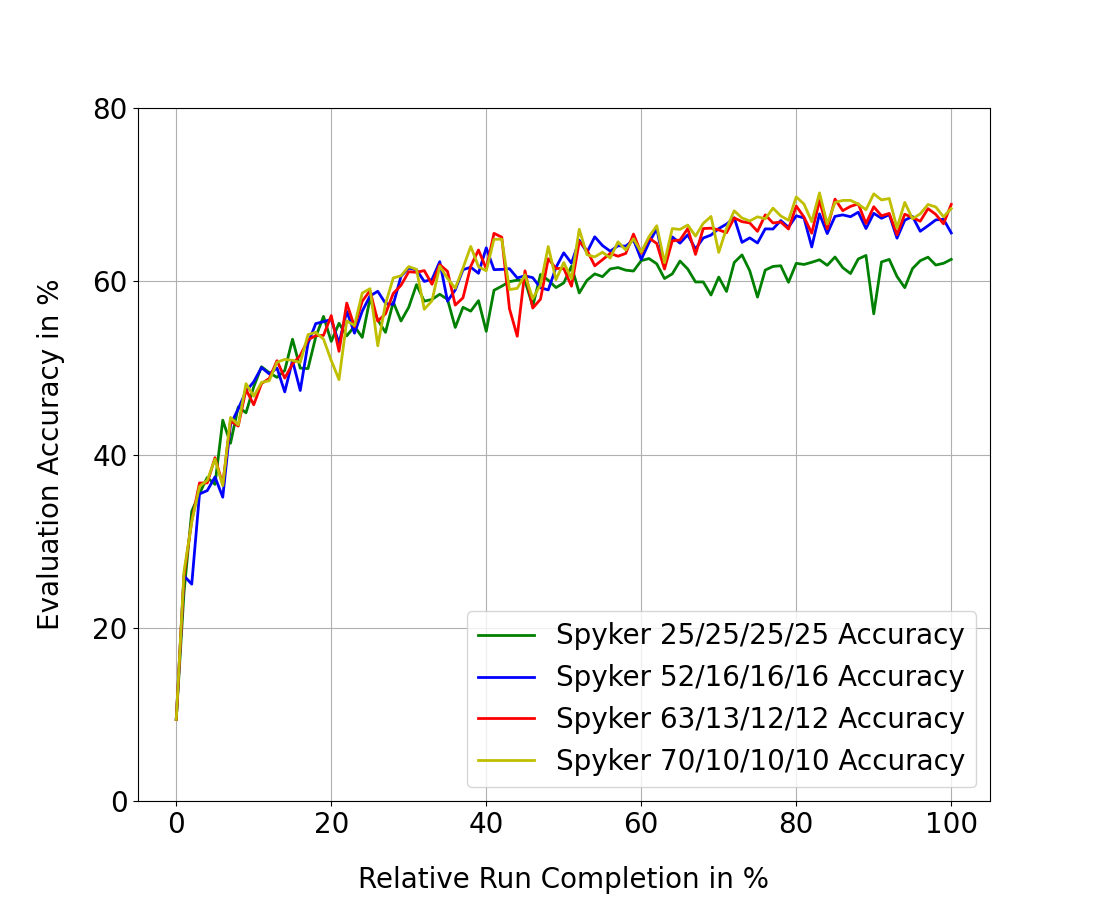 80
60
40
20
0
Evaluation Accuracy in %
Spyker 25/25/25/25 Accuracy
Spyker 52/16/16/16 Accuracy
Spyker 63/13/12/12 Accuracy
Spyker 70/10/10/10 Accuracy
0 20 40 60 80 100
Relative Run Completion in %